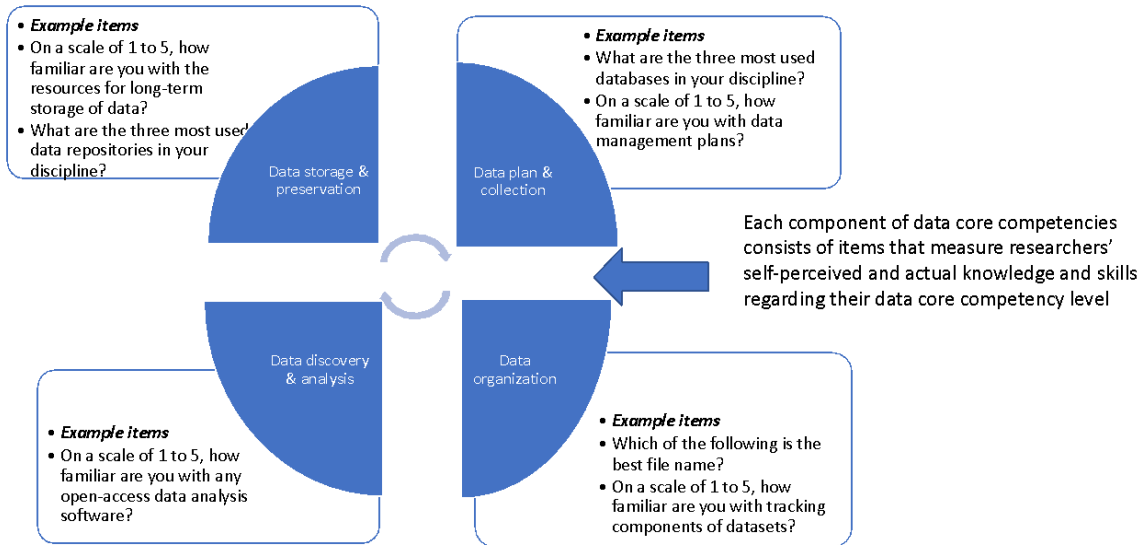 • Example items
• On a scale of 1 to 5, how
familiar are you with the
resources for long-term
storage of data?
• What are the three most used
data repositories in your
discipline?
• Example items
• What are the three most used
databases in your discipline?
• On a scale of 1 to 5, how
familiar are you with data
management plans?
Data storage &
preservation
Data plan &
collection
Each component of data core competencies
consists of items that measure researchers'
self-perceived and actual knowledge and skills
regarding their data core competency level
Data discovery
& analysis
Data
organization
• Example items
• On a scale of 1 to 5, how
familiar are you with any
open-access data analysis
software?
• Example items
• Which of the following is the
best file name?
• On a scale of 1 to 5, how
familiar are you with tracking
components of datasets?